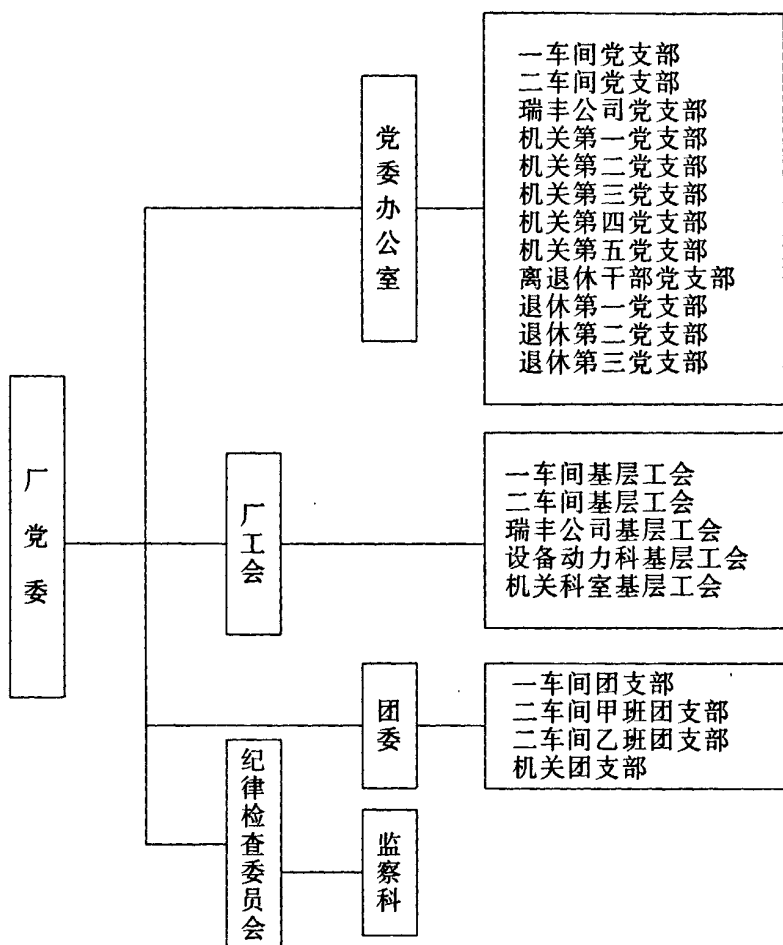 厂党委
党委办公室
一车间党支部
二车间党支部
瑞丰公司党支部
机关第一党支部
机关第二党支部
机关第三党支部
机关第四党支部
机关第五党支部
离退休干部党支部
退休第一党支部
退休第二党支部
退休第三党支部
厂工会
一车间基层工会
二车间基层工会
瑞丰公司基层工会
设备动力科基层工会
机关科室基层工会
团委
一车间团支部
二车间甲班团支部
二车间乙班团支部
机关团支部
纪律检查委员会
监察科